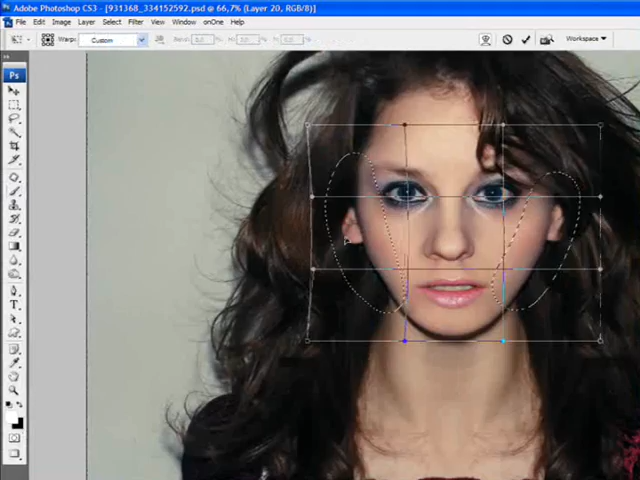 Adobe Photoshop CS3 - [931368_334152592.psd @ 66,7% (Layer 20, RGB/8)]
File Edit Image Layer Select Filter View Window onOne Help
Warp: Custom Workspace
Ps
T